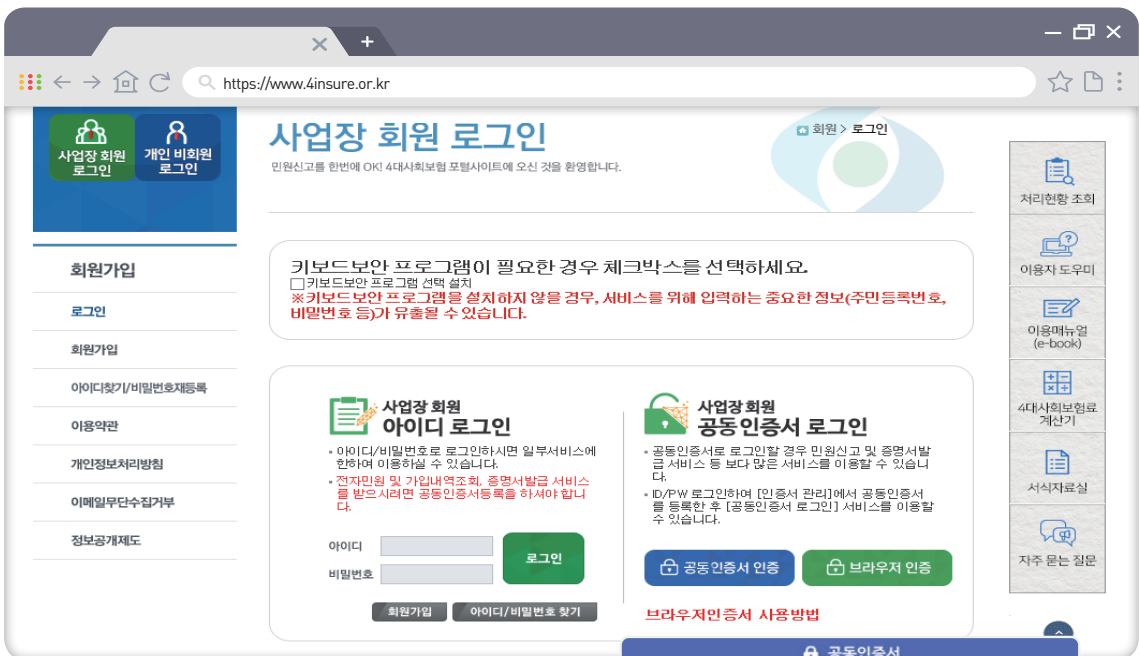 https://www.4insure.or.kr
사업장 회원
로그인
개인 비회원
로그인
사업장 회원 로그인
민원신고를 한번에 OK! 4대사회보험 포털사이트에 오신 것을 환영합니다.
회원 > 로그인
회원가입
로그인
회원가입
아이디찾기/비밀번호재등록
이용약관
개인정보처리방침
이메일무단수집거부
정보공개제도
키보드보안 프로그램이 필요한 경우 체크박스를 선택하세요.
키보드보안 프로그램 선택 설치
※키보드보안 프로그램을 설치하지 않을 경우, 서비스를 위해 입력하는 중요한 정보(주민등록번호,
비밀번호 등)가 유출될 수 있습니다.
사업장 회원
아이디 로그인
- 아이디/비밀번호로 로그인하시면 일부서비스에
한하여 이용하실 수 있습니다.
- 전자민원 및 가입내역조회, 증명서발급 서비스
를 받으시려면 공동인증서등록을 하셔야 합니
다.
아이디
비밀번호
로그인
회원가입
아이디/비밀번호 찾기
사업장 회원
공동인증서 로그인
- 공동인증서로 로그인할 경우 민원신고 및 증명서발
급 서비스 등 보다 많은 서비스를 이용할 수 있습니
다.
- ID/PW 로그인하여 [인증서 관리]에서 공동인증서
를 등록한 후 [공동인증서 로그인] 서비스를 이용할
수 있습니다.
공동인증서 인증
브라우저 인증
브라우저인증서 사용방법
공동인증서
처리현황 조회
이용자 도우미
이용매뉴얼
(e-book)
4대사회보험료
계산기
서식자료실
자주 묻는 질문